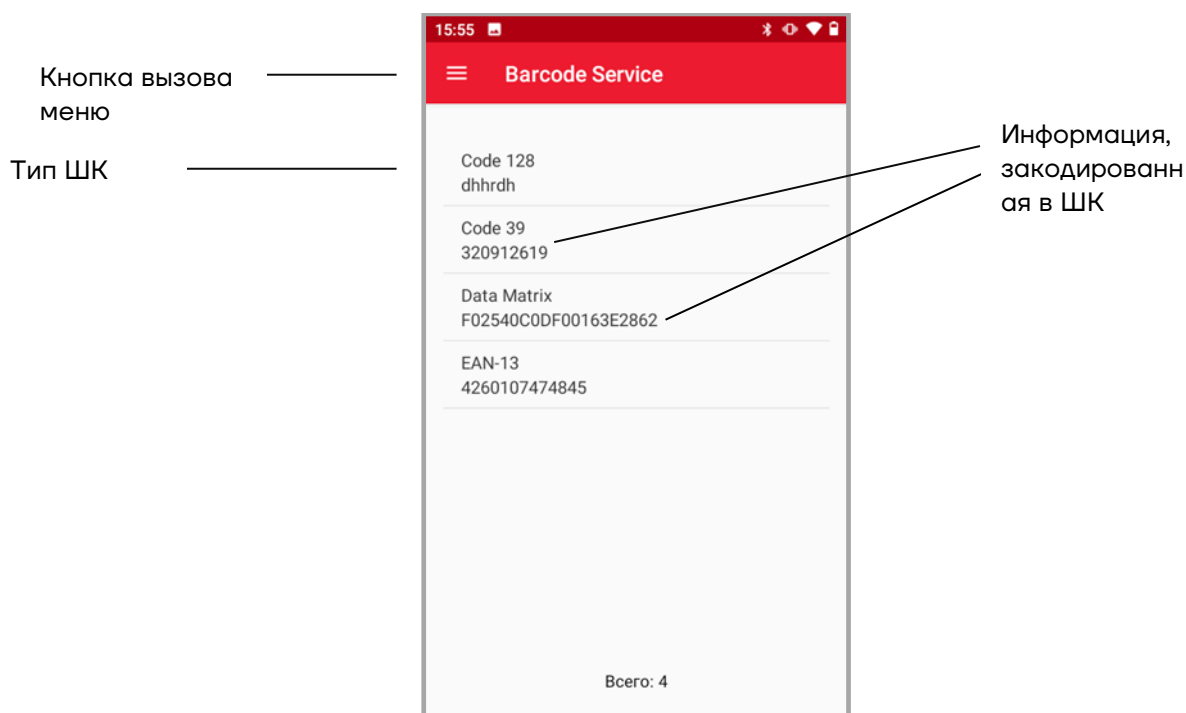 15:55
Barcode Service
Кнопка вызова
меню
Тип ШК
Code 128
dhhrdh
Code 39
320912619
Data Matrix
F02540C0DF00163E2862
EAN-13
4260107474845
Всего: 4
Информация,
закодированн
ая в ШК